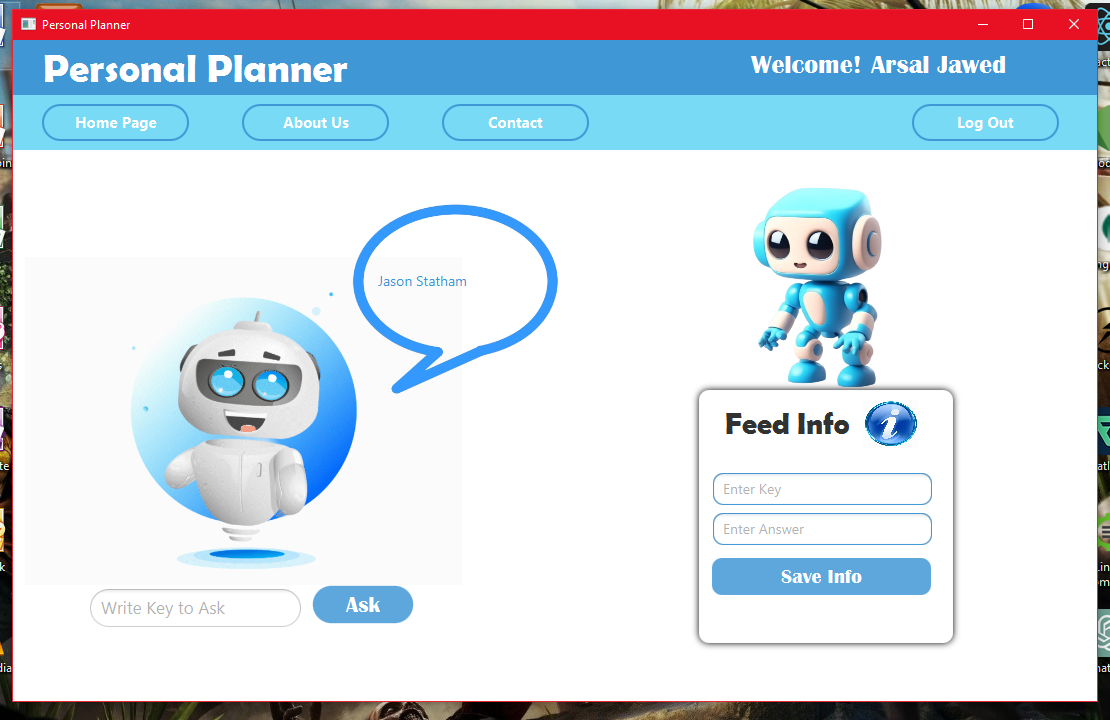 Personal Planner
Personal Planner
Welcome! Arsal Jawed
Home Page
About Us
Contact
Log Out
Jason Statham
Feed Info i
Enter Key
Enter Answer
Save Info
Write Key to Ask
Ask